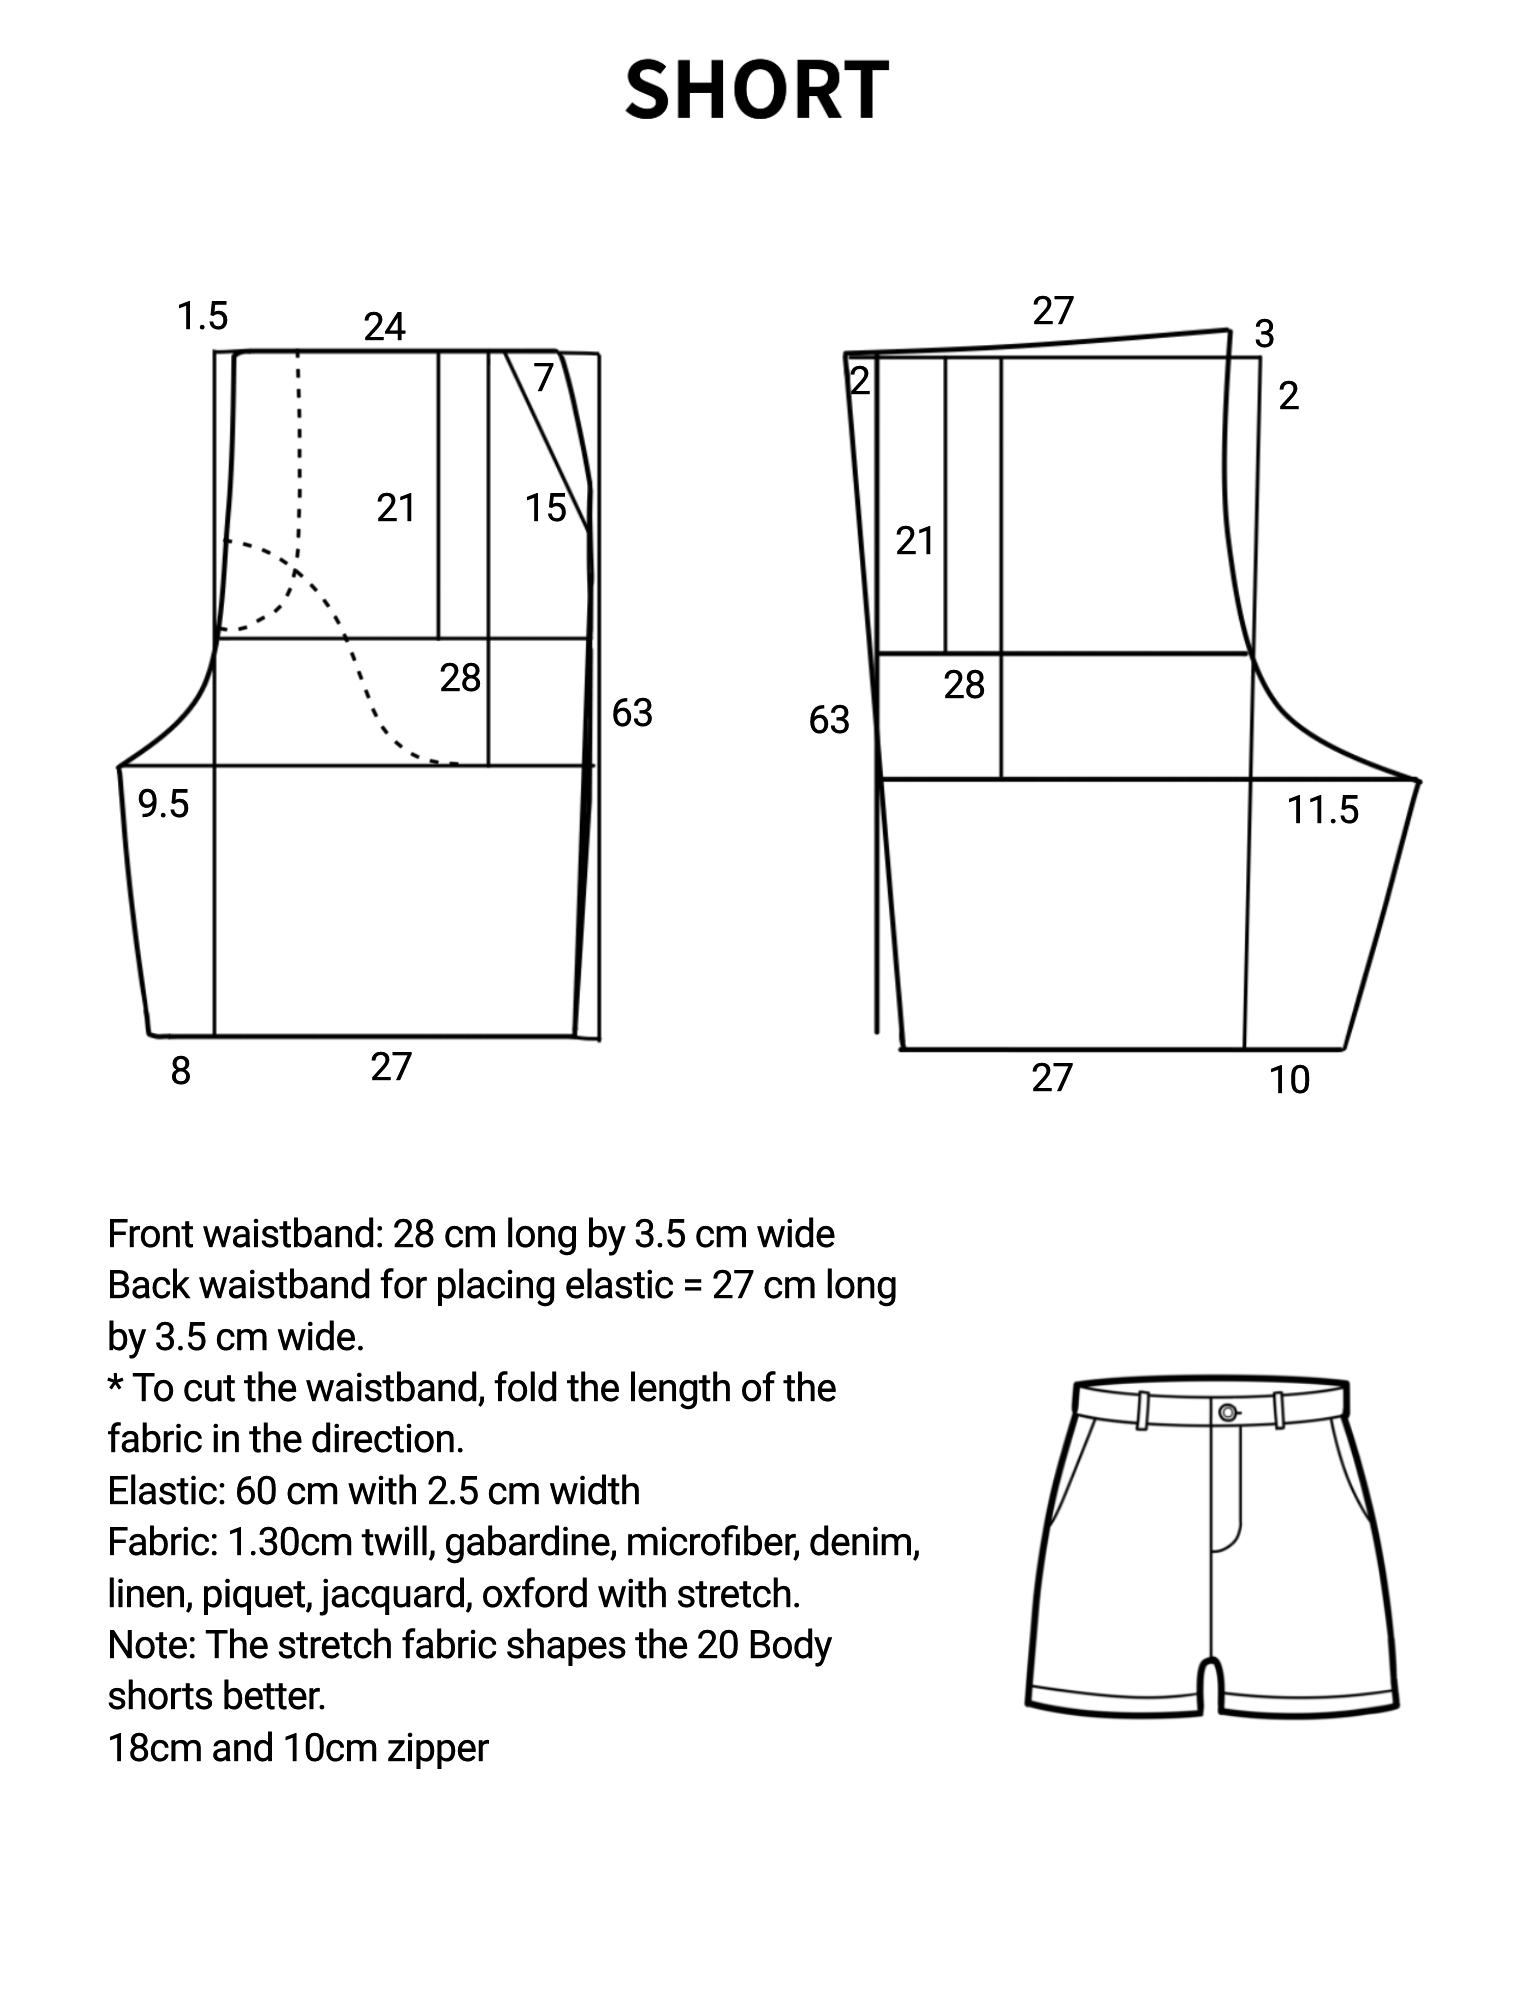 SHORT
1.5
24
27
3
7
2
2
21
15
21
28
28
63
63
9.5
11.5
8
27
27
10
Front waistband: 28 cm long by 3.5 cm wide
Back waistband for placing elastic = 27 cm long
by 3.5 cm wide.
* To cut the waistband, fold the length of the
fabric in the direction.
Elastic: 60 cm with 2.5 cm width
Fabric: 1.30cm twill, gabardine, microfiber, denim,
linen, piquet, jacquard, oxford with stretch.
Note: The stretch fabric shapes the 20 Body
shorts better.
18cm and 10cm zipper